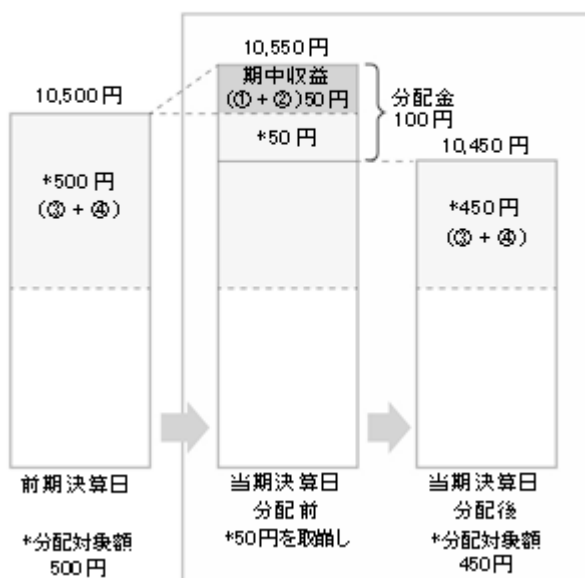 10,550円
期中収益
(①+②)50円
分配金
100円
10,500円
*50円
10,450円
*500円
(③+④)
*450円
(③+④)
前期決算日
当期決算日
分配前
当期決算日
分配後
*分配対象額
500円
*50円を取崩し
*分配対象額
450円